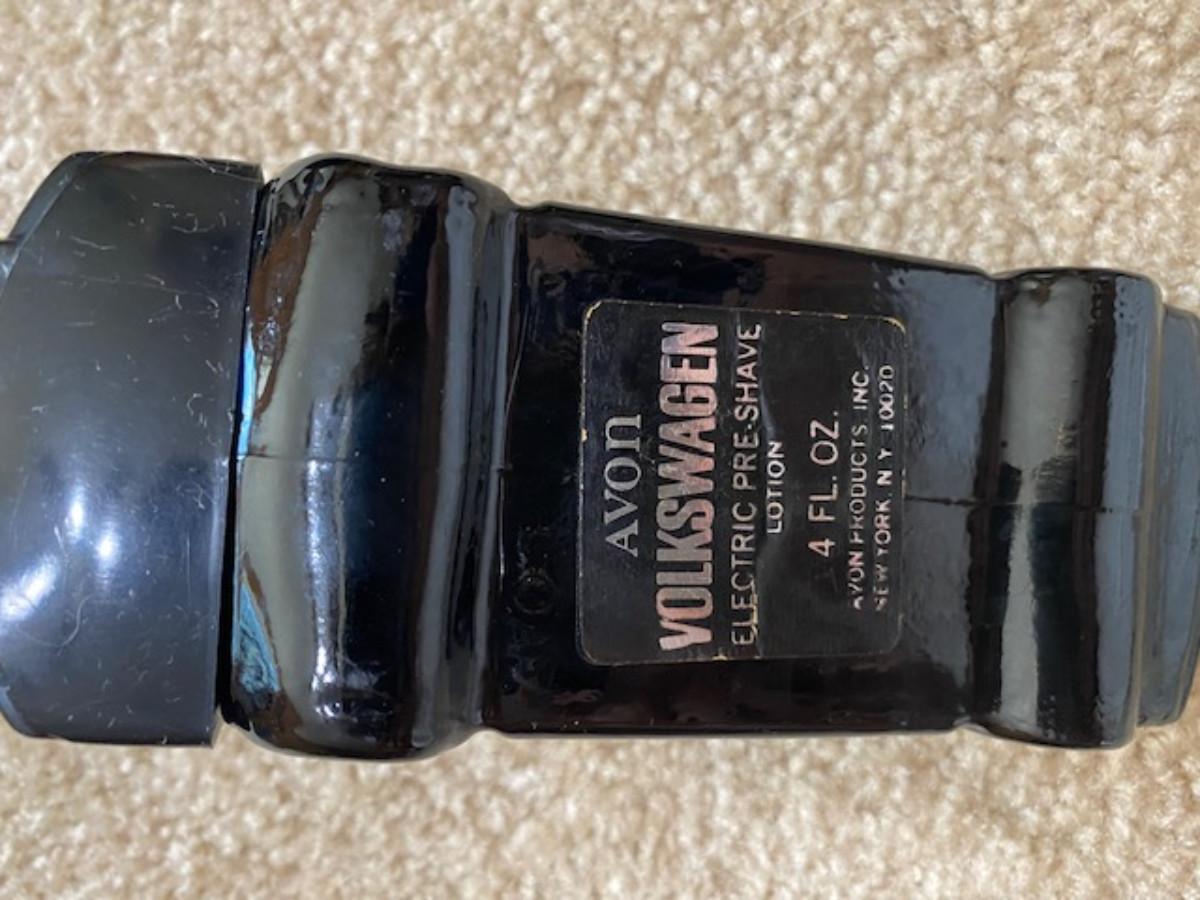 AVON
VOLKSWAGEN
ELECTRIC PRE-SHAVE
LOTION
4 FL. OZ.
AVON PRODUCTS INC.
NEW YORK. N Y 10020